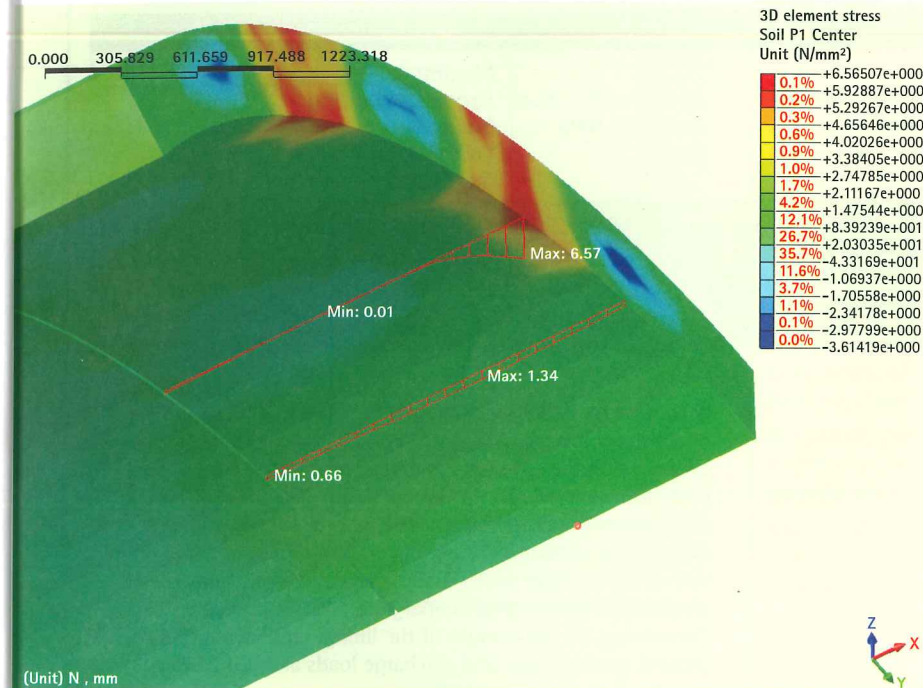 0.000 305.829 611.659 917.488 1223.318
3D element stress
Soil P1 Center
Unit (N/mm²)
+6.56507e+000
0.1%
+5.92887e+000
0.2%
+5.29267e+000
0.3%
+4.65646e+000
0.6%
+4.02026e+000
0.9%
+3.38405e+000
1.0%
+2.74785e+000
1.7%
+2.11167e+000
4.2%
+1.47544e+000
12.1%
+8.39239e+001
26.7%
+2.03035e+001
35.7%
-4.33169e+001
11.6%
-1.06937e+000
3.7%
-1.70558e+000
1.1%
-2.34178e+000
0.1%
-2.97799e+000
0.0%
-3.61419e+000
Max: 6.57
Min: 0.01
Max: 1.34
Min: 0.66
(Unit) N , mm
Z
X
Y